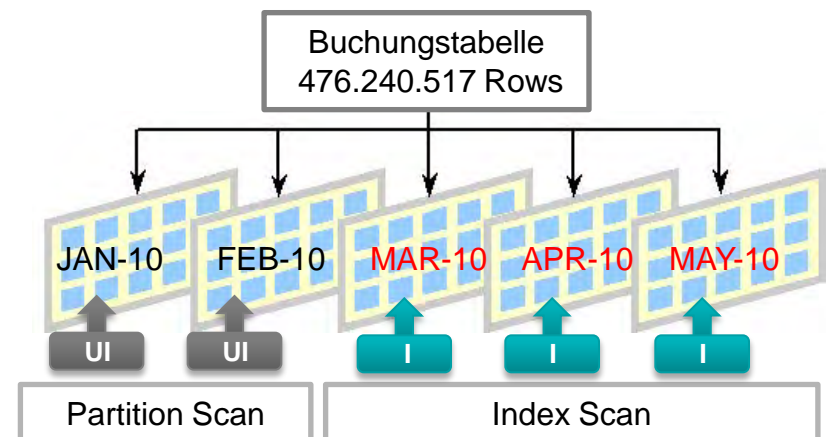 Buchungstabelle
476.240.517 Rows
JAN-10 FEB-10 MAR-10 APR-10 MAY-10
UI UI I I I
Partition Scan Index Scan